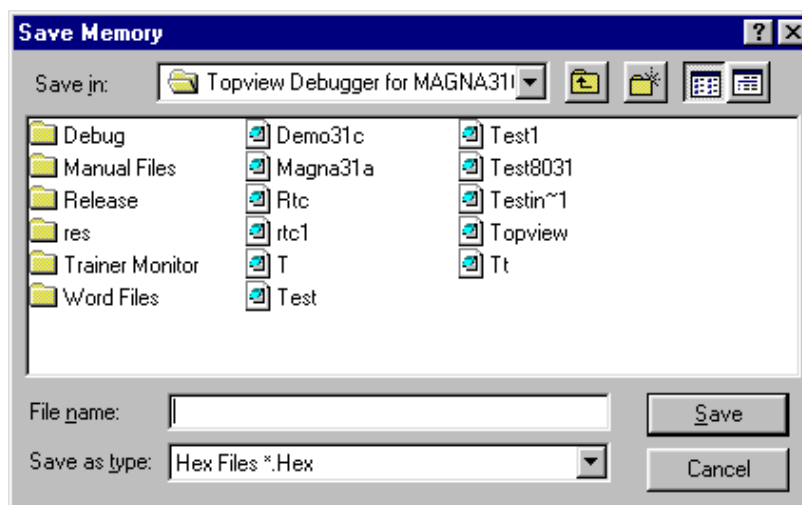 Save Memory
Save in: Topview Debugger for MAGNA31
Debug Demo31c Test1
Manual Files Magna31a Test8031
Release Rtc Testin~1
res rtc1 Topview
Trainer Monitor T Tt
Word Files Test
File name: Save
Save as type: Hex Files *.Hex Cancel